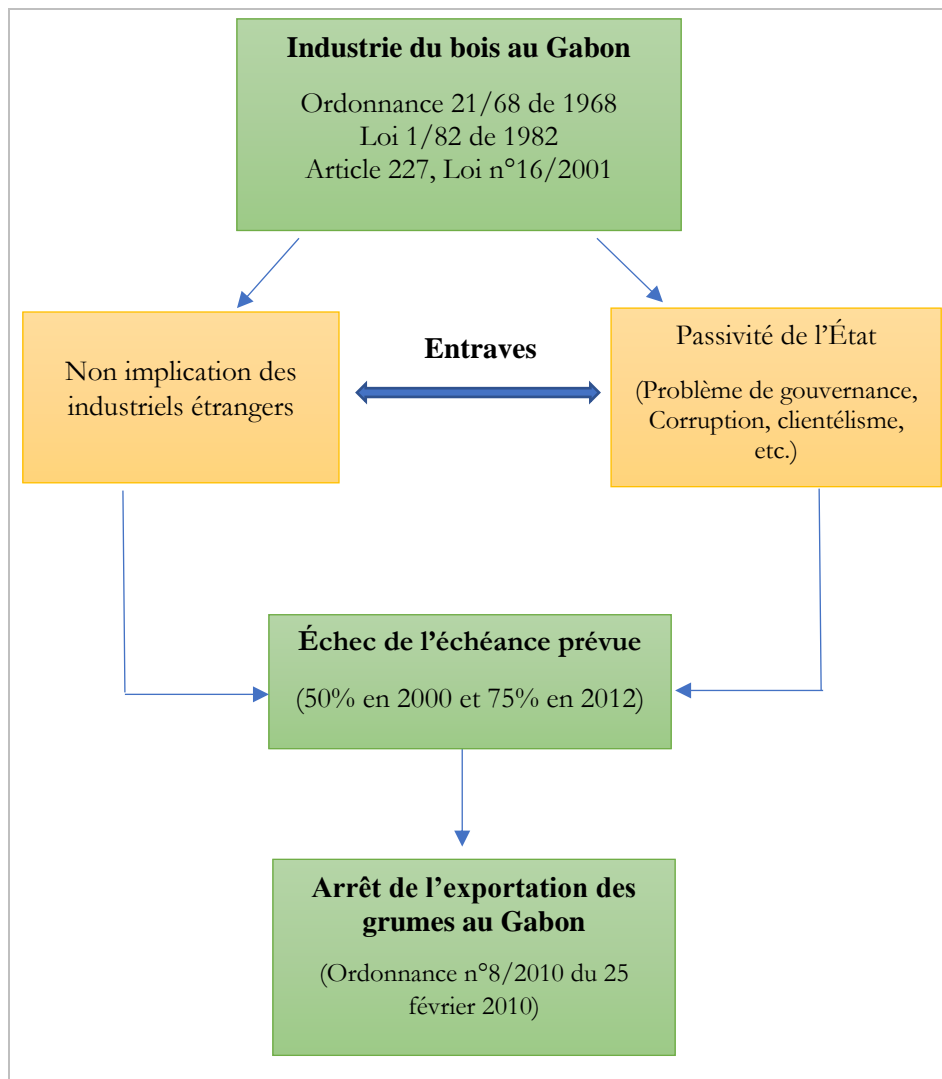 Industrie du bois au Gabon
Ordonnance 21/68 de 1968
Loi 1/82 de 1982
Article 227, Loi n°16/2001
Non implication des
industriels étrangers
Entraves
Passivité de l’État
(Problème de gouvernance,
Corruption, clientélisme,
etc.)
Échec de l’échéance prévue
(50% en 2000 et 75% en 2012)
Arrêt de l’exportation des
grumes au Gabon
(Ordonnance n°8/2010 du 25
février 2010)